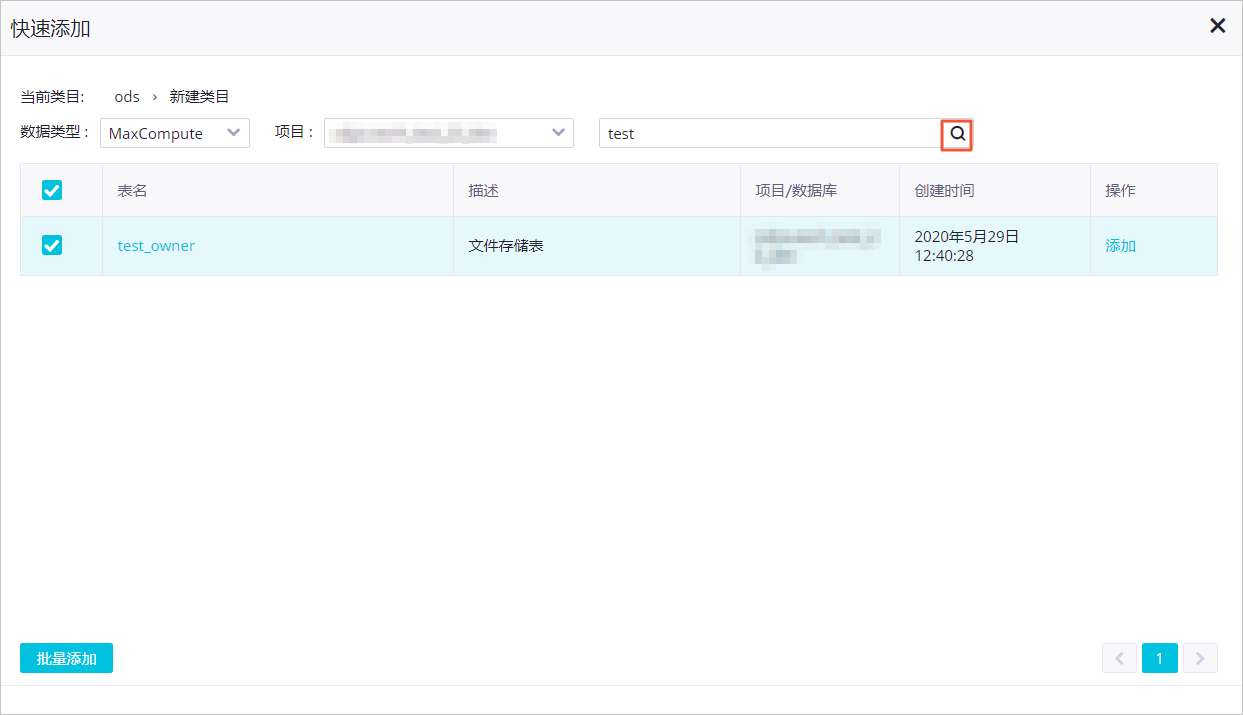 快速添加
当前类目: ods › 新建类目
数据类型 : MaxCompute 项目 : test
表名 描述 项目/数据库 创建时间 操作
test_owner 文件存储表 2020年5月29日 添加
12:40:28
批量添加 1